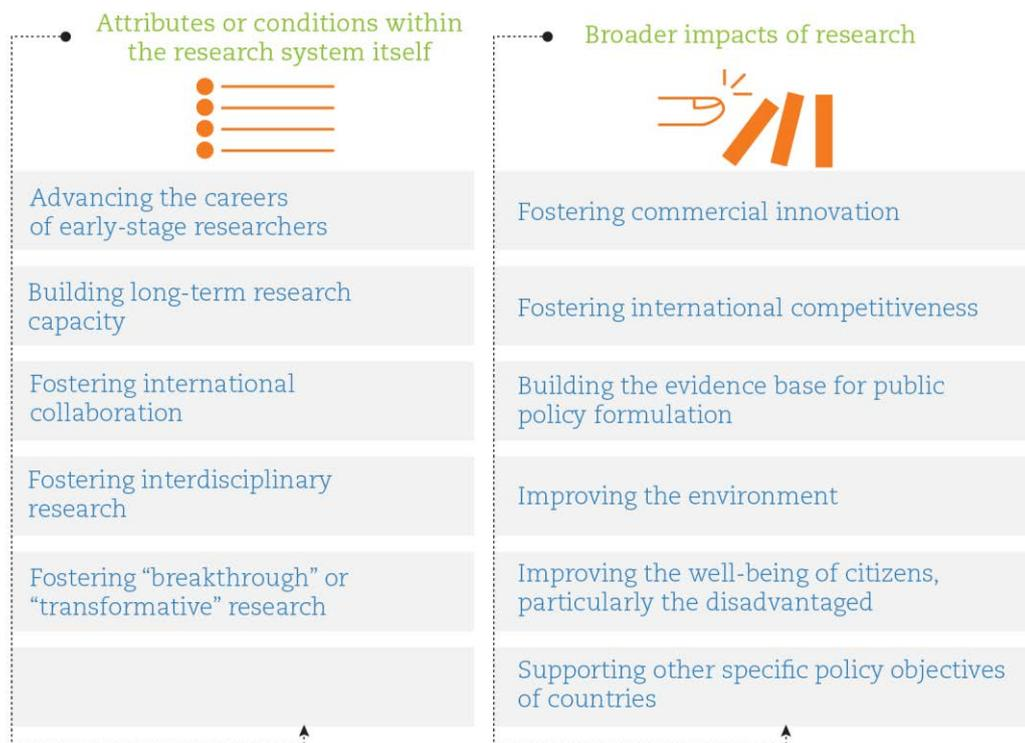 Attributes or conditions within
the research system itself
Advancing the careers
of early-stage researchers
Building long-term research
capacity
Fostering international
collaboration
Fostering interdisciplinary
research
Fostering “breakthrough” or
“transformative” research
Broader impacts of research
Fostering commercial innovation
Fostering international competitiveness
Building the evidence base for public
policy formulation
Improving the environment
Improving the well-being of citizens,
particularly the disadvantaged
Supporting other specific policy objectives
of countries